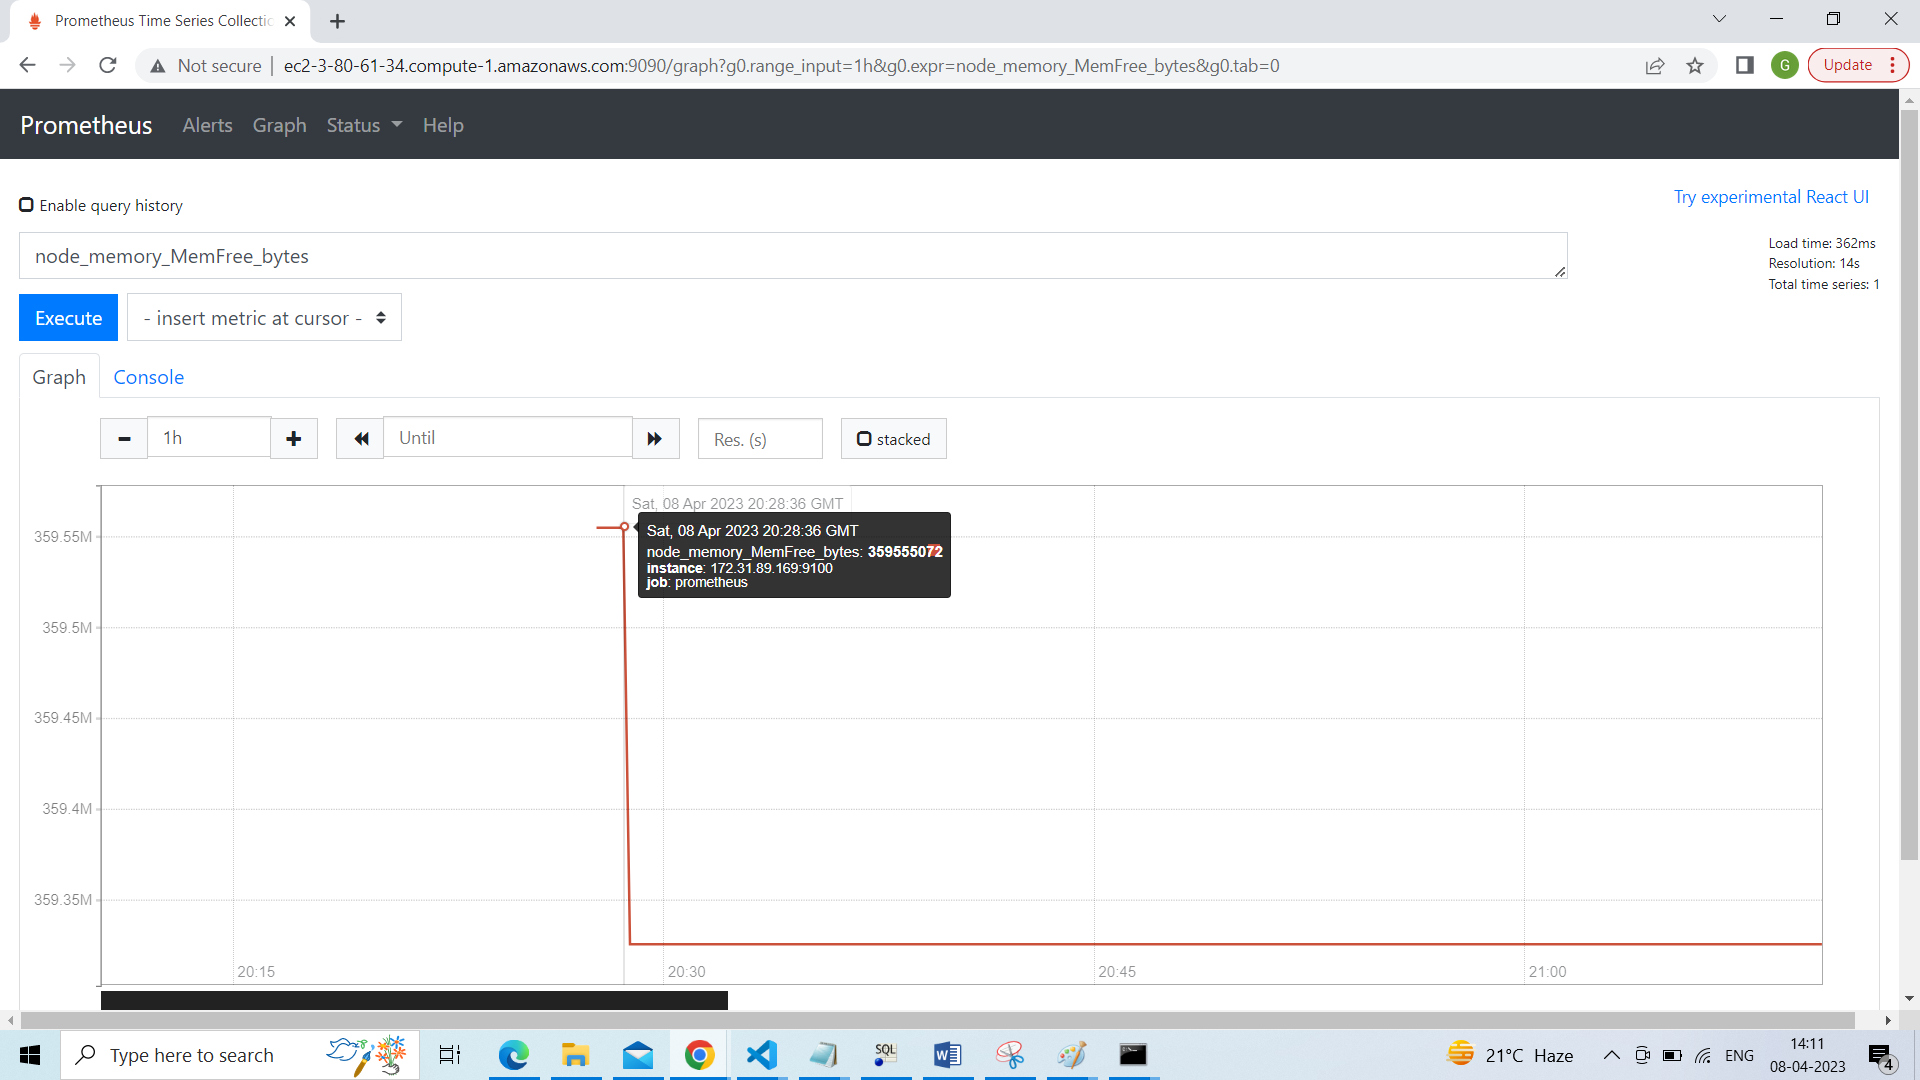 Prometheus Time Series Collectio
Not secure
ec2-3-80-61-34.compute-1.amazonaws.com:9090/graph?g0.range_input=1h&g0.expr=node_memory_MemFree_bytes&g0.tab=0
G
Update
Prometheus Alerts Graph Status Help
Enable query history
Try experimental React UI
node_memory_MemFree_bytes
Load time: 362ms
Resolution: 14s
Total time series: 1
Execute
- insert metric at cursor -
Graph Console
1h
Until
Res. (s)
stacked
Sat, 08 Apr 2023 20:28:36 GMT
Sat, 08 Apr 2023 20:28:36 GMT
node_memory_MemFree_bytes: 359555072
instance: 172.31.89.169:9100
job: prometheus
359.55M
359.5M
359.45M
359.4M
359.35M
20:15
20:30
20:45
21:00
Type here to search
SQL
21°C Haze
ENG
14:11
08-04-2023
4